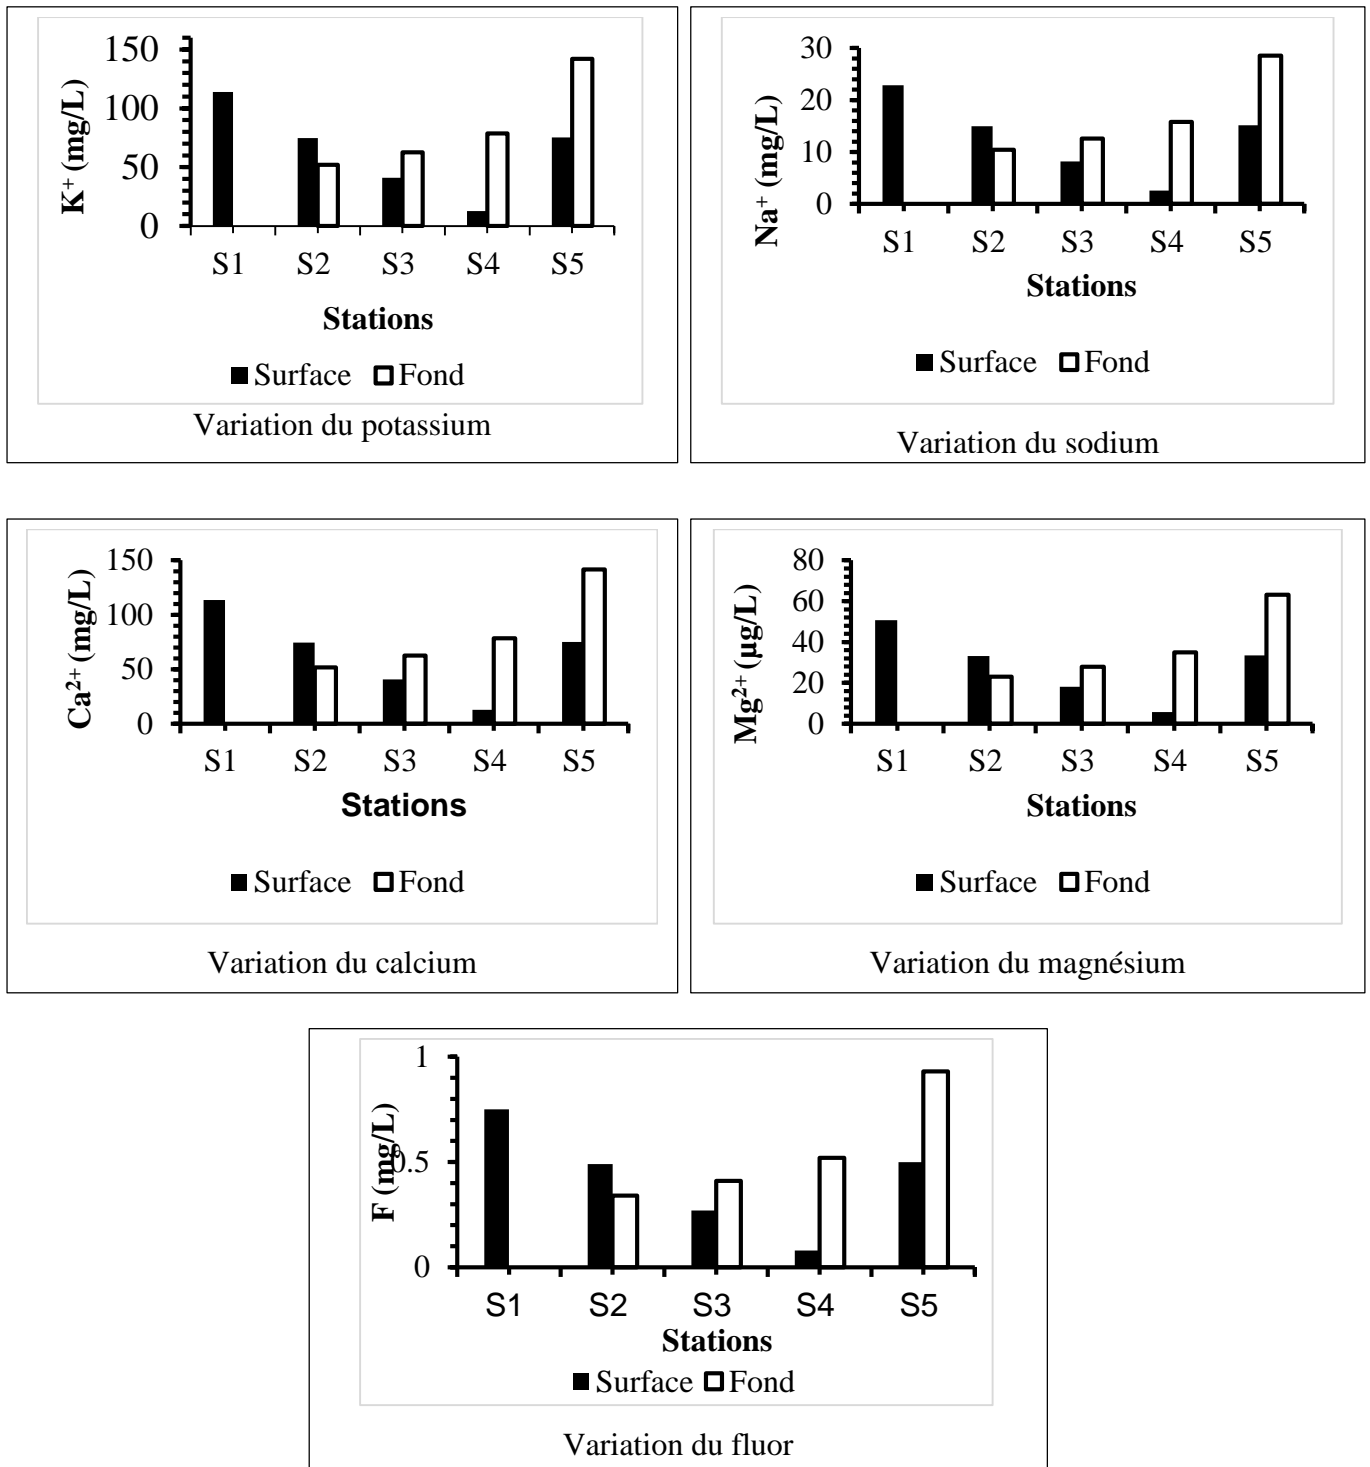 150
100
50
0
K⁺ (mg/L)
S1 S2 S3 S4 S5
Stations
Surface Fond
Variation du potassium
30
20
10
0
Na⁺ (mg/L)
S1 S2 S3 S4 S5
Stations
Surface Fond
Variation du sodium
150
100
50
0
Ca²⁺ (mg/L)
S1 S2 S3 S4 S5
Stations
Surface Fond
Variation du calcium
80
60
40
20
0
Mg²⁺ (µg/L)
S1 S2 S3 S4 S5
Stations
Surface Fond
Variation du magnésium
1
0.5
0
F (mg/L)
S1 S2 S3 S4 S5
Stations
Surface Fond
Variation du fluor